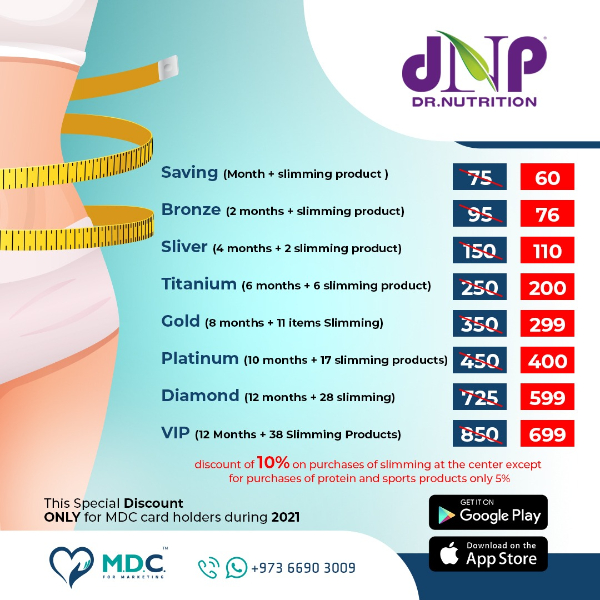 dNP
DR.NUTRITION
Saving (Month + slimming product ) 75 60
Bronze (2 months + slimming product) 95 76
Sliver (4 months + 2 slimming product) 150 110
Titanium (6 months + 6 slimming product) 250 200
Gold (8 months + 11 items Slimming) 350 299
Platinum (10 months + 17 slimming products) 450 400
Diamond (12 months + 28 slimming) 725 599
VIP (12 Months + 38 Slimming Products) 850 699
discount of 10% on purchases of slimming at the center except
for purchases of protein and sports products only 5%
This Special Discount
ONLY for MDC card holders during 2021
GET IT ON
Google Play
Download on the
App Store
M.D.C. ™
FOR MARKETING
+973 6690 3009